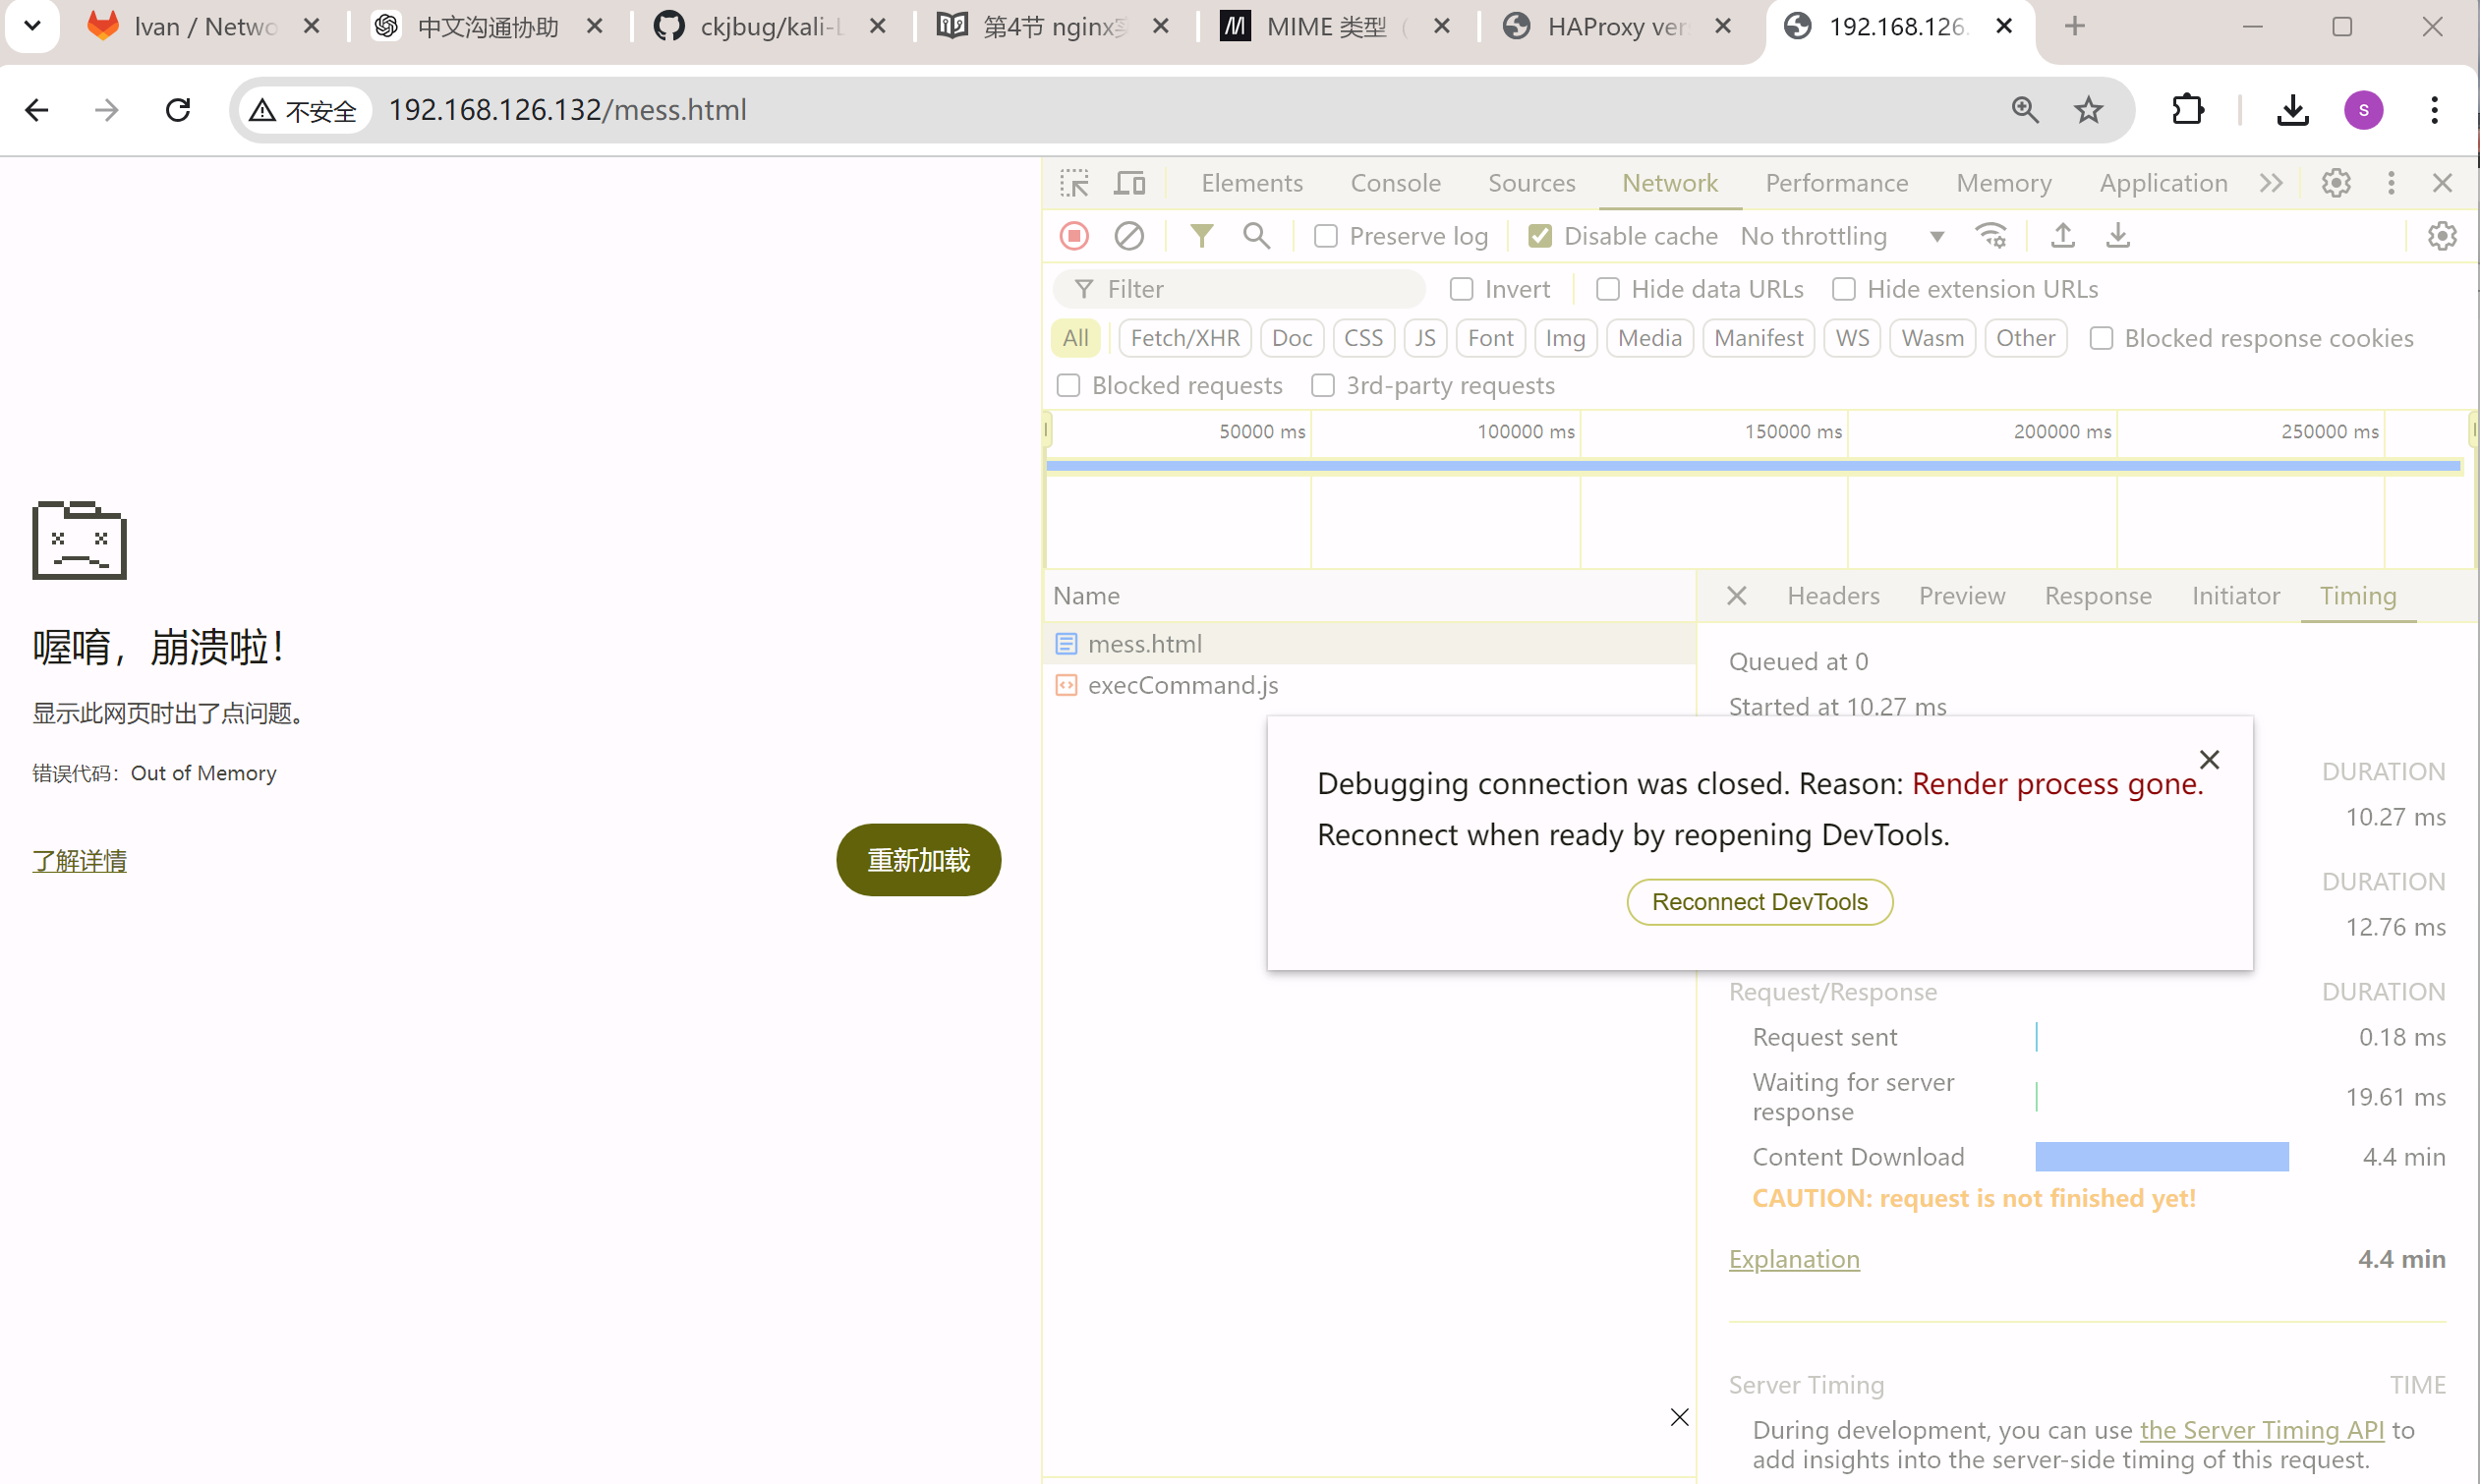 lvan / Netwo
中文沟通协助
ckjbug/kali-L
第4节 nginx
MIME 类型
HAProxy ver
192.168.126.
不安全
192.168.126.132/mess.html
S
喔唷，崩溃啦！
显示此网页时出了点问题。
错误代码：Out of Memory
了解详情
重新加载
Elements Console Sources Network Performance Memory Application
Preserve log Disable cache No throttling
Filter Invert Hide data URLs Hide extension URLs
All Fetch/XHR Doc CSS JS Font Img Media Manifest WS Wasm Other Blocked response cookies
Blocked requests 3rd-party requests
50000 ms 100000 ms 150000 ms 200000 ms 250000 ms
Name
mess.html
execCommand.js
Headers Preview Response Initiator Timing
Queued at 0
Started at 10.27 ms
DURATION
10.27 ms
DURATION
12.76 ms
Debugging connection was closed. Reason: Render process gone.
Reconnect when ready by reopening DevTools.
Reconnect DevTools
Request/Response DURATION
Request sent 0.18 ms
Waiting for server
response 19.61 ms
Content Download 4.4 min
CAUTION: request is not finished yet!
Explanation 4.4 min
Server Timing TIME
During development, you can use the Server Timing API to
add insights into the server-side timing of this request.